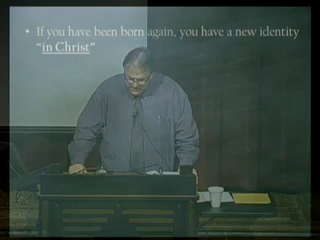 • If you have been born again, you have a new identity
“in Christ”